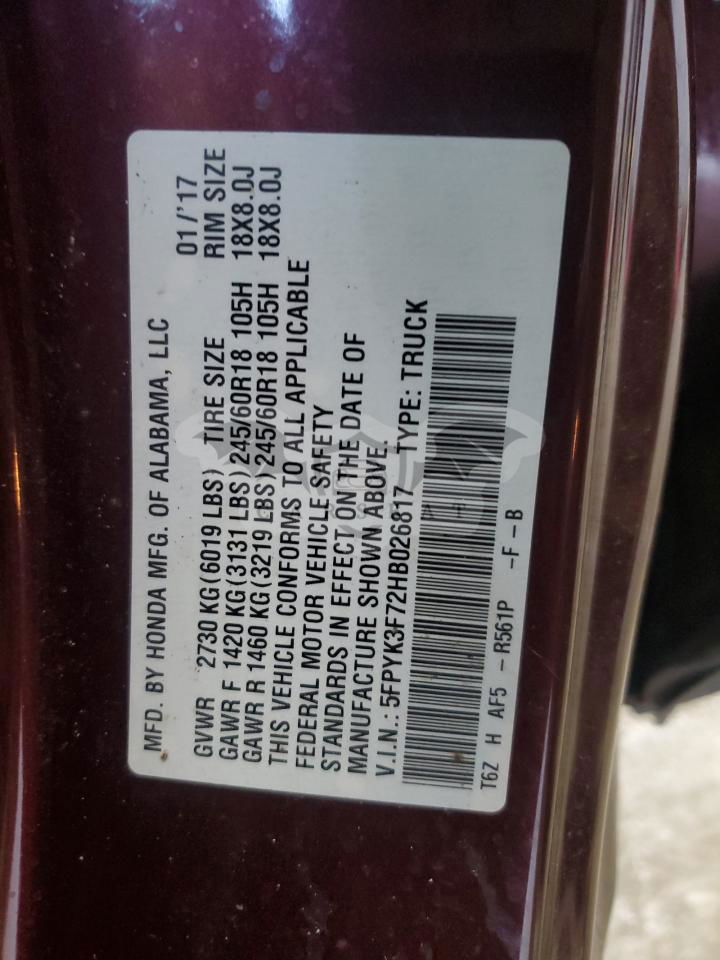 MFD. BY HONDA MFG. OF ALABAMA, LLC 01/'17
GVWR 2730 KG(6019 LBS) TIRE SIZE RIM SIZE
GAWR F 1420 KG(3131 LBS) 245/60R18 105H 18X8.0J
GAWR R 1460 KG(3219 LBS) 245/60R18 105H 18X8.0J
THIS VEHICLE CONFORMS TO ALL APPLICABLE
FEDERAL MOTOR VEHICLE SAFETY
STANDARDS IN EFFECT ON THE DATE OF
MANUFACTURE SHOWN ABOVE.
V.I.N.: 5FPYK3F72HB026817 TYPE: TRUCK
T6Z H AF5 -R561P -F-B